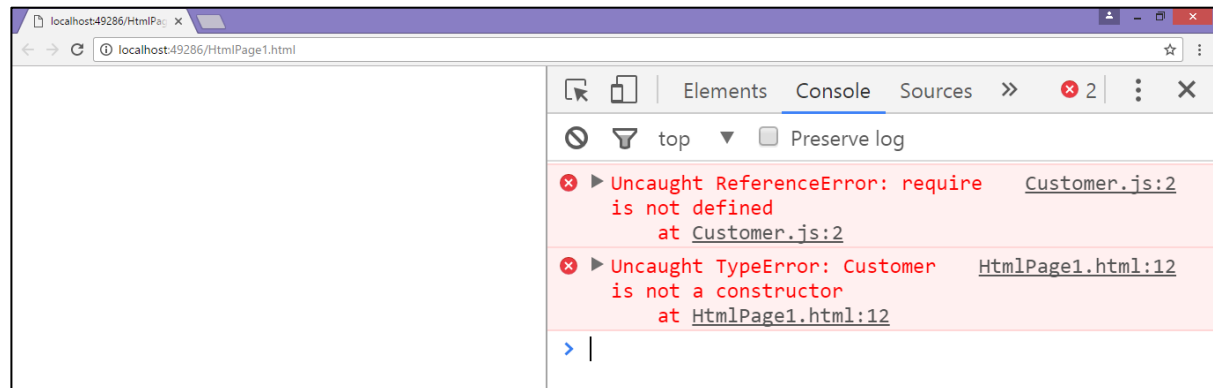 localhost:49286/HtmlPag
localhost:49286/HtmlPage1.html
Elements Console Sources 2
top Preserve log
Uncaught ReferenceError: require Customer.js:2
is not defined
at Customer.js:2
Uncaught TypeError: Customer HtmlPage1.html:12
is not a constructor
at HtmlPage1.html:12